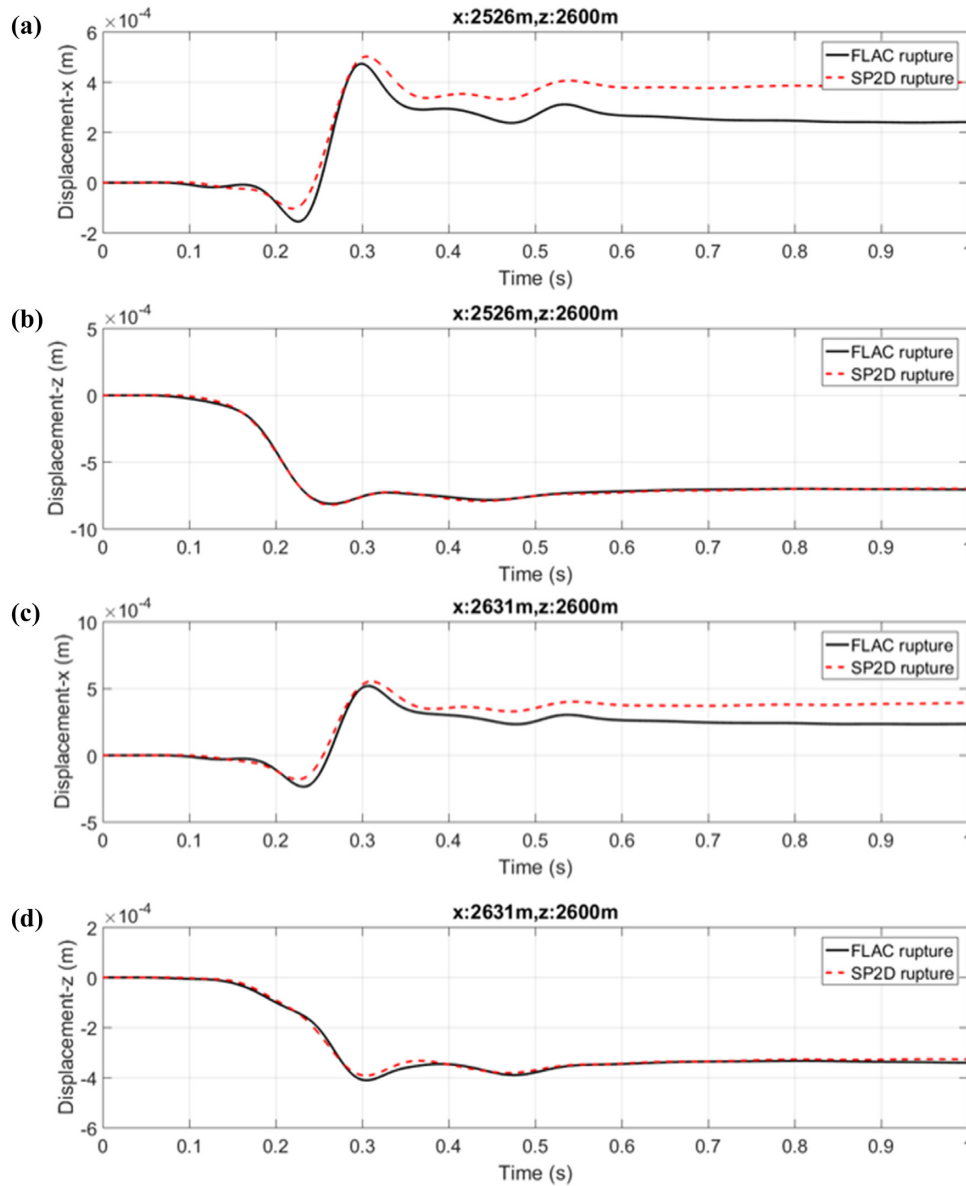 (a)
x:2526m,z:2600m
×10-4
6
4
2
0
-2
Displacement-x (m)
FLAC rupture
SP2D rupture
0 0.1 0.2 0.3 0.4 0.5 0.6 0.7 0.8 0.9 1
Time (s)
(b)
x:2526m,z:2600m
×10-4
5
0
-5
-10
Displacement-z (m)
FLAC rupture
SP2D rupture
0 0.1 0.2 0.3 0.4 0.5 0.6 0.7 0.8 0.9
Time (s)
(c)
x:2631m,z:2600m
×10-4
10
5
0
-5
Displacement-x (m)
FLAC rupture
SP2D rupture
0 0.1 0.2 0.3 0.4 0.5 0.6 0.7 0.8 0.9
Time (s)
(d)
x:2631m,z:2600m
×10-4
2
0
-2
-4
-6
Displacement-z (m)
FLAC rupture
SP2D rupture
0 0.1 0.2 0.3 0.4 0.5 0.6 0.7 0.8 0.9
Time (s)